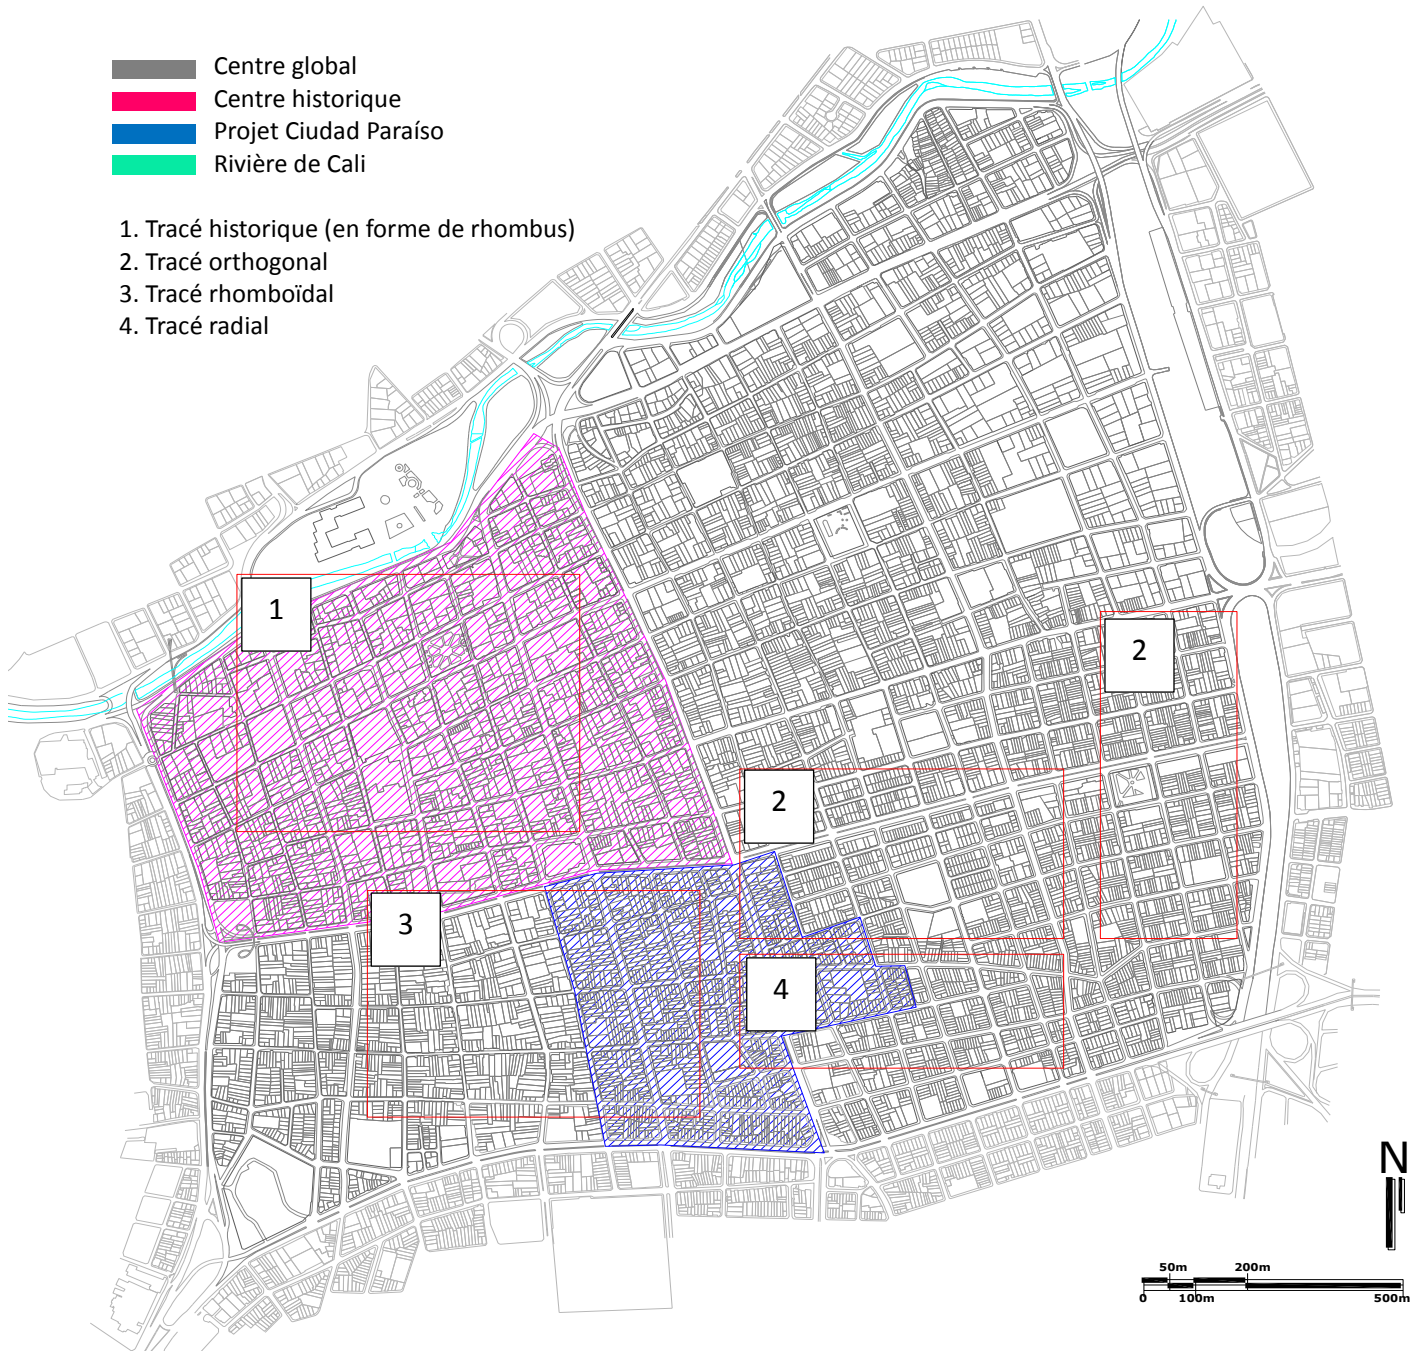 Centre global
Centre historique
Projet Ciudad Paraíso
Rivière de Cali
1. Tracé historique (en forme de rhombus)
2. Tracé orthogonal
3. Tracé rhomboïdal
4. Tracé radial
1
2
2
3
4
N
50m 200m
0 100m 500m